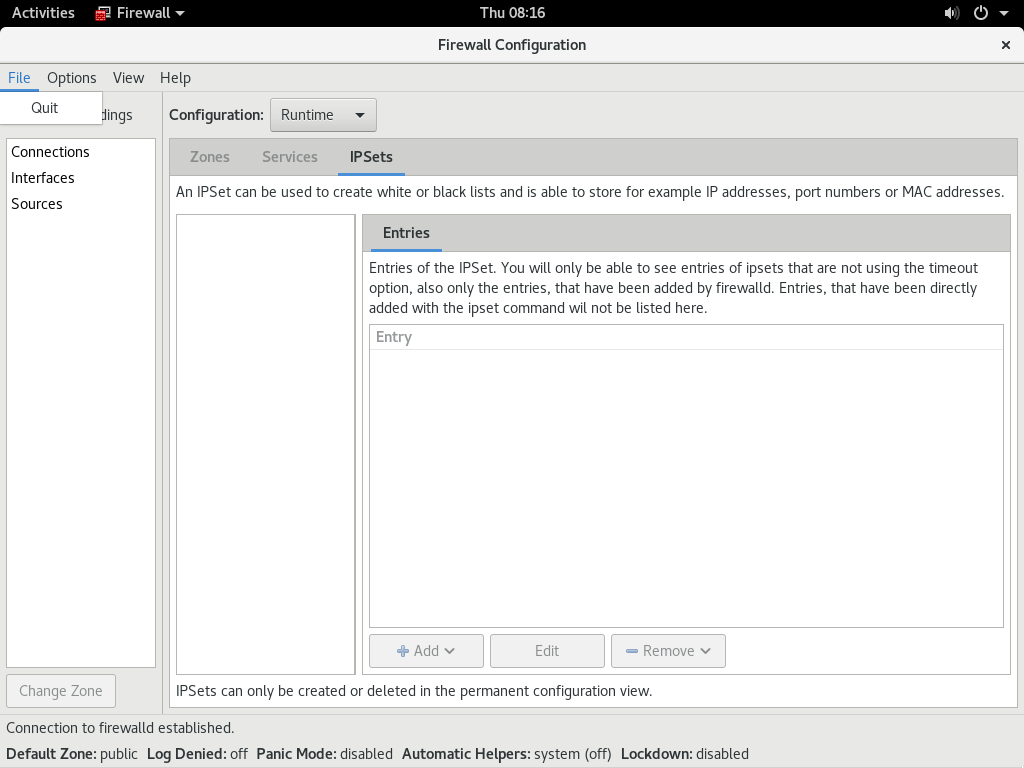 Activities Firewall Thu 08:16
Firewall Configuration
File Options View Help
Quit
dings
Configuration: Runtime
Connections
Interfaces
Sources
Zones Services IPSets
An IPSet can be used to create white or black lists and is able to store for example IP addresses, port numbers or MAC addresses.
Entries
Entries of the IPSet. You will only be able to see entries of ipsets that are not using the timeout
option, also only the entries, that have been added by firewalld. Entries, that have been directly
added with the ipset command wil not be listed here.
Entry
Add Edit Remove
Change Zone
IPSets can only be created or deleted in the permanent configuration view.
Connection to firewalld established.
Default Zone: public Log Denied: off Panic Mode: disabled Automatic Helpers: system (off) Lockdown: disabled